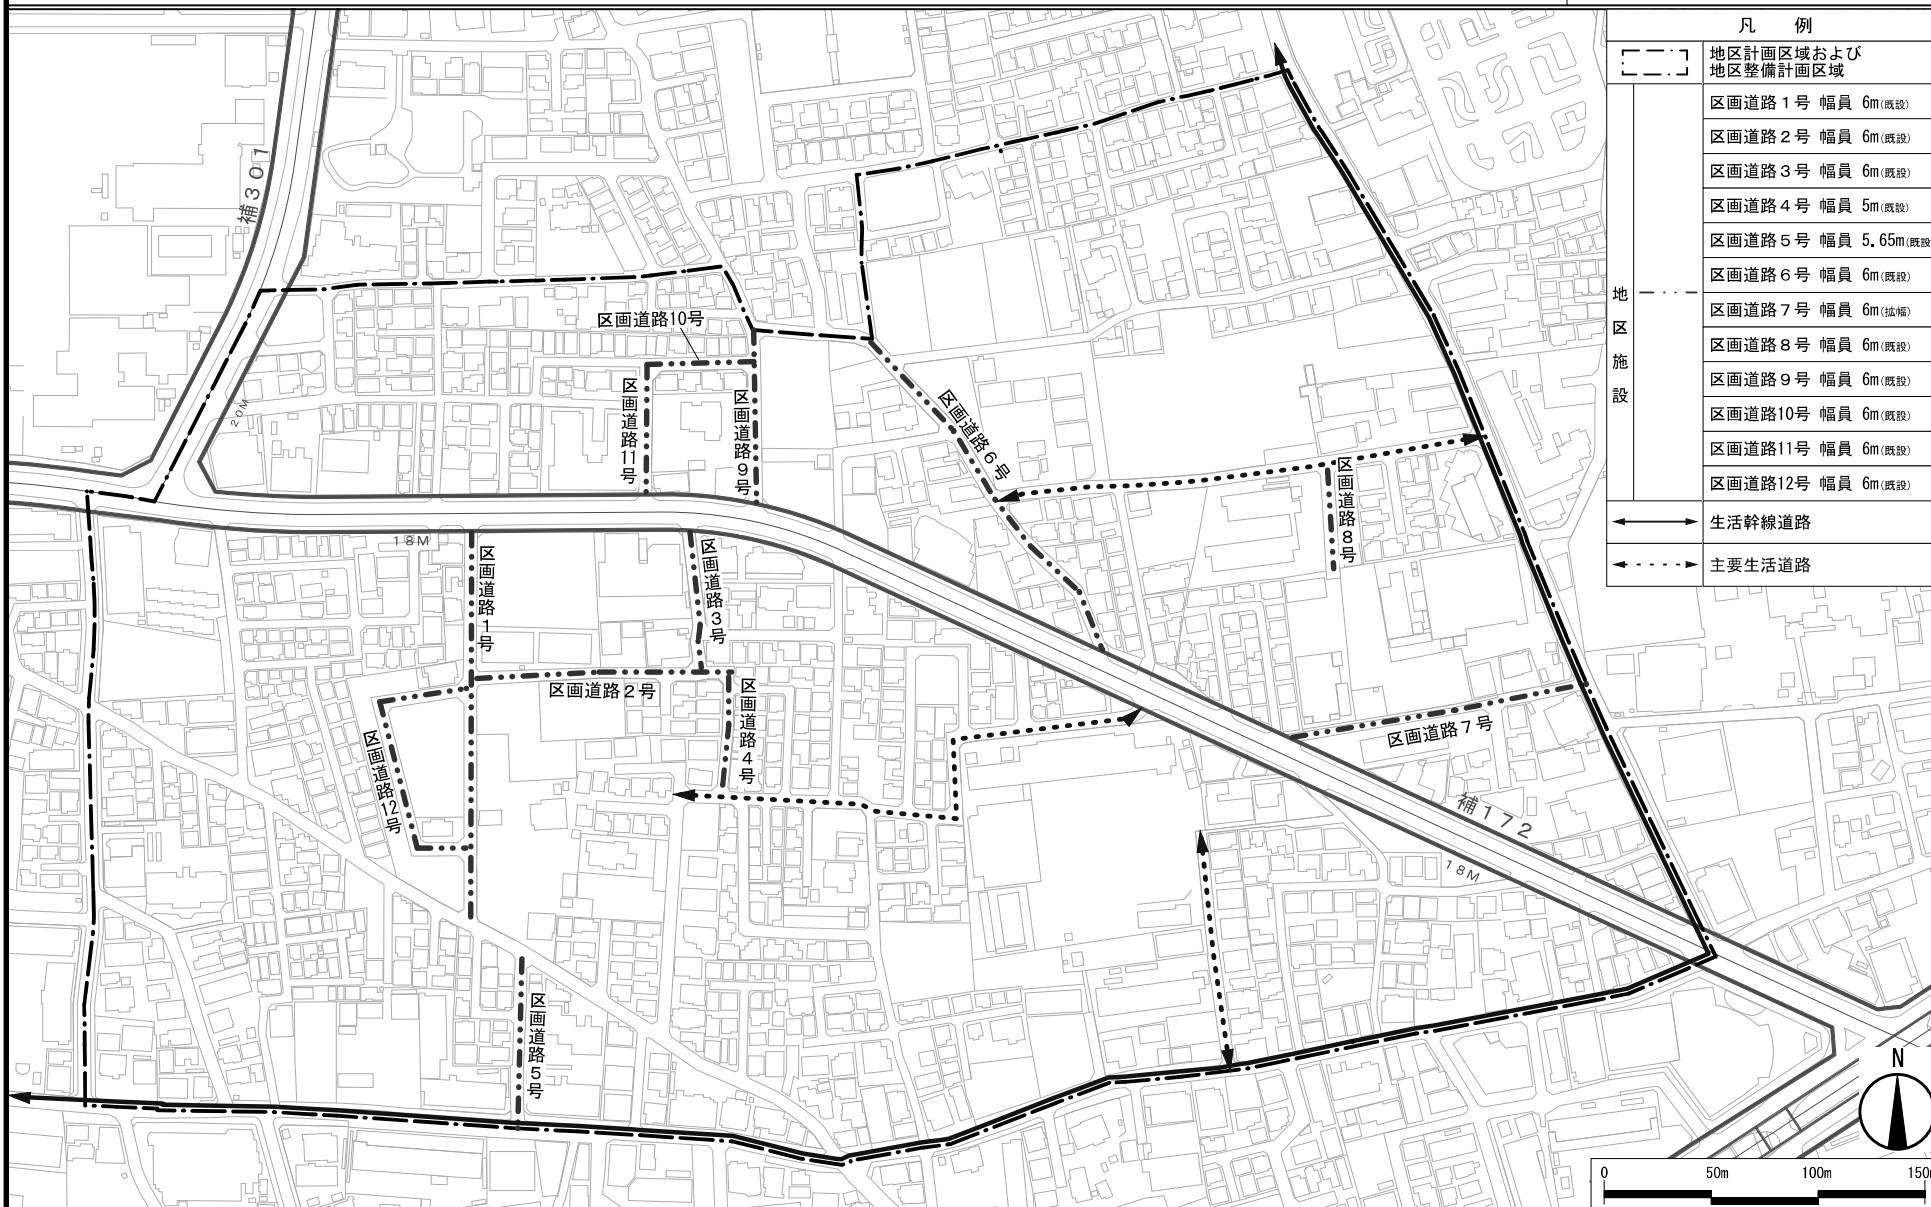 凡　例
地区計画区域および
地区整備計画区域
地区施設
区画道路１号 幅員 6m(既設)
区画道路２号 幅員 6m(既設)
区画道路３号 幅員 6m(既設)
区画道路４号 幅員 5m(既設)
区画道路５号 幅員 5.65m(既設
区画道路６号 幅員 6m(既設)
区画道路７号 幅員 6m(拡幅)
区画道路８号 幅員 6m(既設)
区画道路９号 幅員 6m(既設)
区画道路10号 幅員 6m(既設)
区画道路11号 幅員 6m(既設)
区画道路12号 幅員 6m(既設)
生活幹線道路
主要生活道路
補３０１
区画道路10号
区画道路11号
区画道路９号
区画道路６号
２０Ｍ
区画道路８号
１８Ｍ
区画道路１号
区画道路３号
区画道路２号
区画道路４号
区画道路12号
区画道路７号
補１７２
１８Ｍ
区画道路５号
N
0 50m 100m 150m